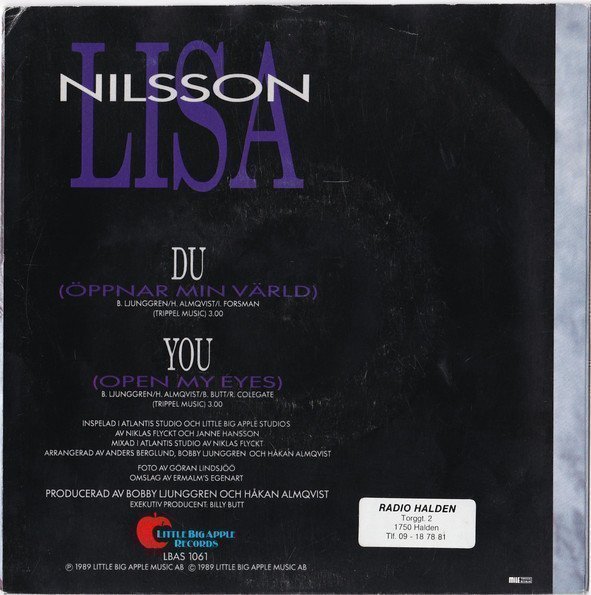 LISA
NILSSON
DU
(ÖPPNAR MIN VÄRLD)
B. LJUNGGREN/H. ALMQVIST/I. FORSMAN
(TRIPPEL MUSIC) 3.00
YOU
(OPEN MY EYES)
B. LJUNGGREN/H. ALMQVIST/B. BUTT/R. COLEGATE
(TRIPPEL MUSIC) 3.00
INSPELAD I ATLANTIS STUDIO OCH LITTLE BIG APPLE STUDIOS
AV NIKLAS FLYCKT OCH JANNE HANSSON
MIXAD I ATLANTIS STUDIO AV NIKLAS FLYCKT
ARRANGERAD AV ANDERS BERGLUND, BOBBY LJUNGGREN OCH HÅKAN ALMQVIST
FOTO AV GÖRAN LINDSJÖÖ
OMSLAG AV ERMALM'S EGENART
PRODUCERAD AV BOBBY LJUNGGREN OCH HÅKAN ALMQVIST
EXEKUTIV PRODUCENT: BILLY BUTT
LITTLE BIG APPLE
RECORDS
LBAS 1061
℗ 1989 LITTLE BIG APPLE MUSIC AB © 1989 LITTLE BIG APPLE MUSIC AB
RADIO HALDEN
Torggt. 2
1750 Halden
Tlf. 09 - 18 78 81